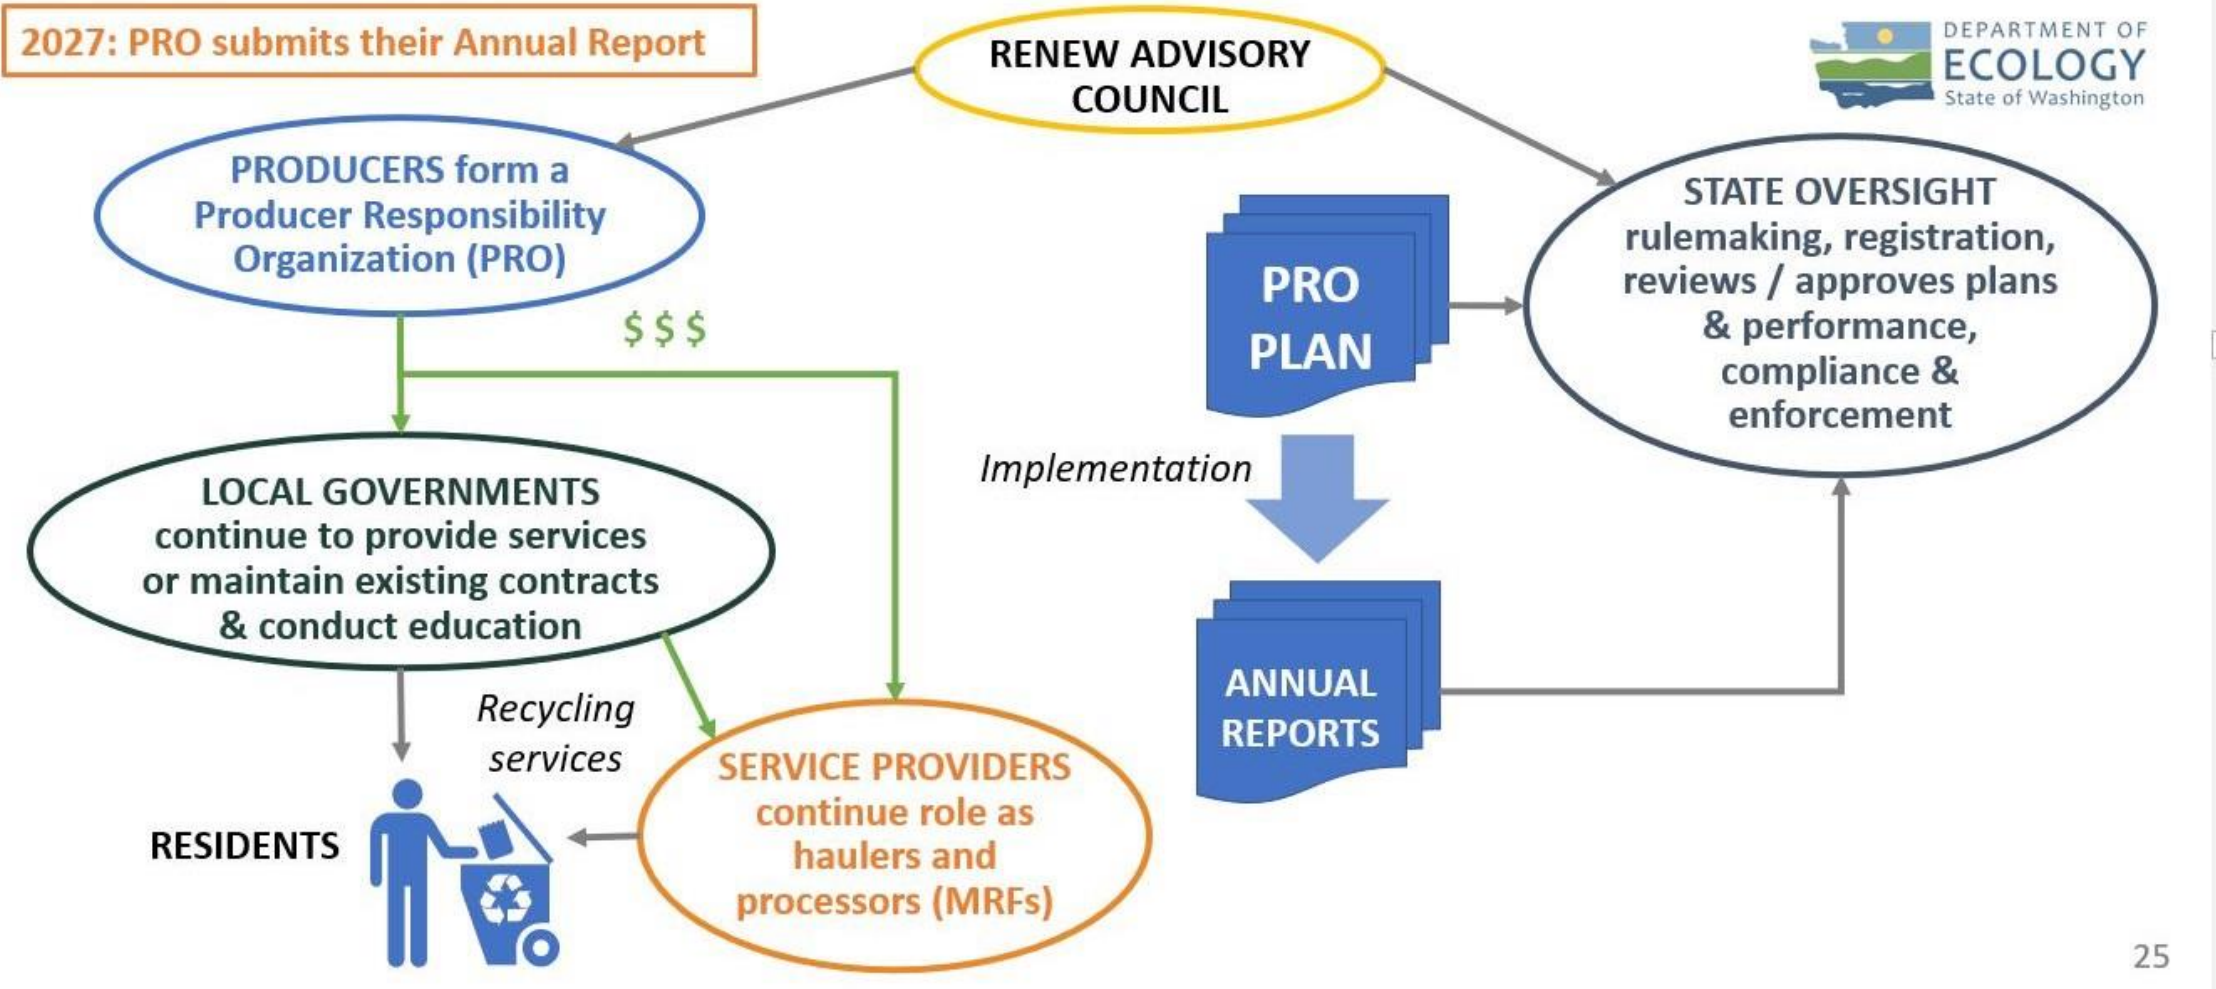 2027: PRO submits their Annual Report
RENEW ADVISORY
COUNCIL
DEPARTMENT OF
ECOLOGY
State of Washington
PRODUCERS form a
Producer Responsibility
Organization (PRO)
$ $ $
PRO
PLAN
STATE OVERSIGHT
rulemaking, registration,
reviews / approves plans
& performance,
compliance &
enforcement
Implementation
LOCAL GOVERNMENTS
continue to provide services
or maintain existing contracts
& conduct education
Recycling
services
ANNUAL
REPORTS
SERVICE PROVIDERS
continue role as
haulers and
processors (MRFs)
RESIDENTS
25